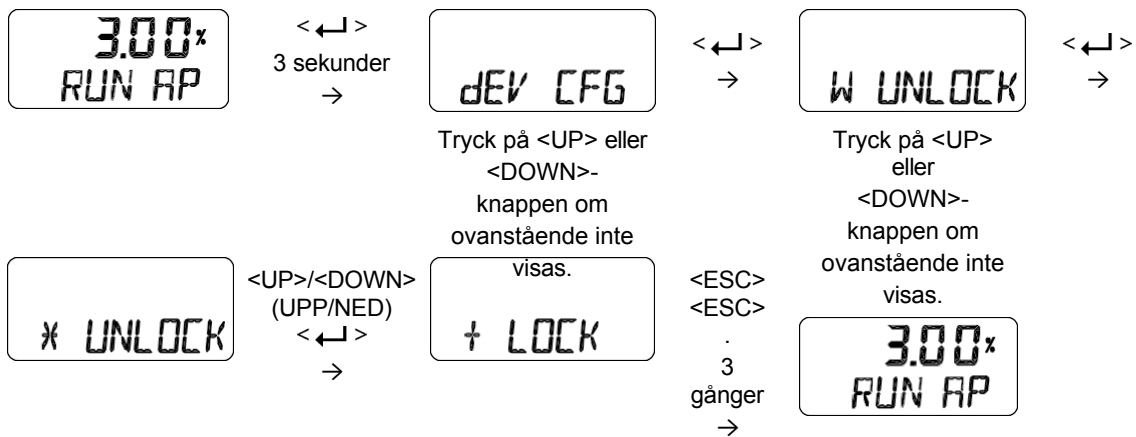 3.00%
RUN AP
< ↵ >
3 sekunder
→
dEV CFG
< ↵ >
→
W UNLOCK
< ↵ >
→
Tryck på <UP> eller
<DOWN>-
knappen om
ovanstående inte
visas.
Tryck på <UP>
eller
<DOWN>-
knappen om
ovanstående inte
visas.
* UNLOCK
<UP>/<DOWN>
(UPP/NED)
< ↵ >
→
+ LOCK
<ESC>
<ESC>
.
3
gånger
→
3.00%
RUN AP